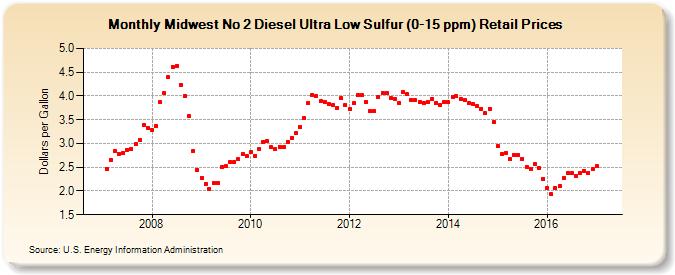 Monthly Midwest No 2 Diesel Ultra Low Sulfur (0-15 ppm) Retail Prices
Dollars per Gallon
5.0
4.5
4.0
3.5
3.0
2.5
2.0
1.5
2008 2010 2012 2014 2016
Source: U.S. Energy Information Administration